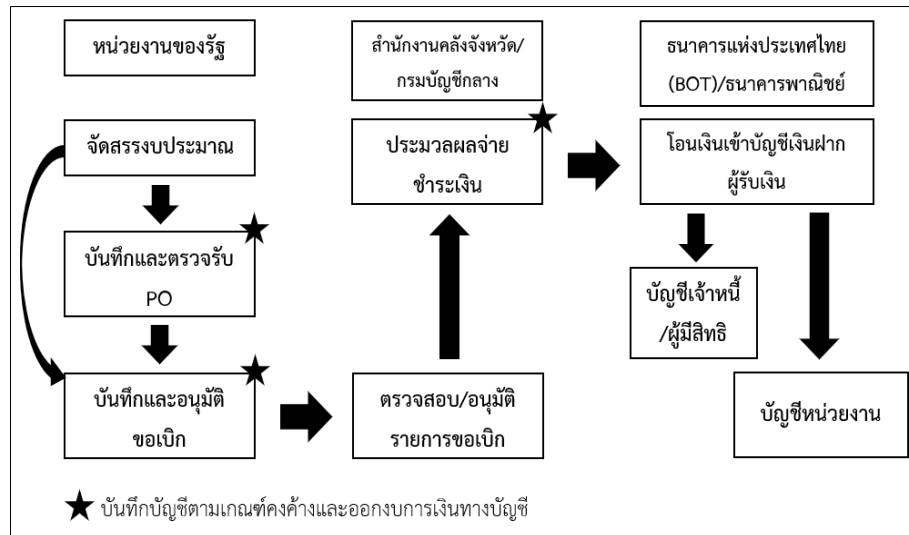 หน่วยงานของรัฐ
จัดสรรงบประมาณ
บันทึกและตรวจรับ
PO
บันทึกและอนุมัติ
ขอเบิก
สำนักงานคลังจังหวัด/
กรมบัญชีกลาง
ประมวลผลจ่าย
ชำระเงิน
ตรวจสอบ/อนุมัติ
รายการขอเบิก
ธนาคารแห่งประเทศไทย
(BOT)/ธนาคารพาณิชย์
โอนเงินเข้าบัญชีเงินฝาก
ผู้รับเงิน
บัญชีเจ้าหนี้
/ผู้มีสิทธิ
บัญชีหน่วยงาน
บันทึกบัญชีตามเกณฑ์คงค้างและออกงบการเงินทางบัญชี